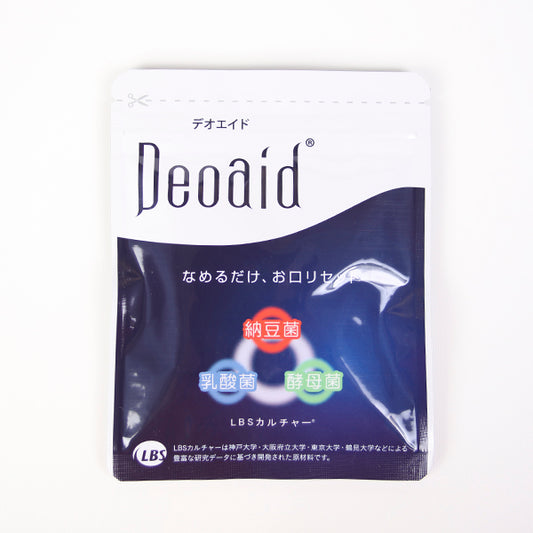 デオエイド
Deoaid®
なめるだけ、お口リセット
納豆菌
乳酸菌 酵母菌
LBSカルチャー®
LBS
LBSカルチャーは神戸大学・大阪府立大学・東京大学・鶴見大学などによる
豊富な研究データに基づき開発された原材料です。